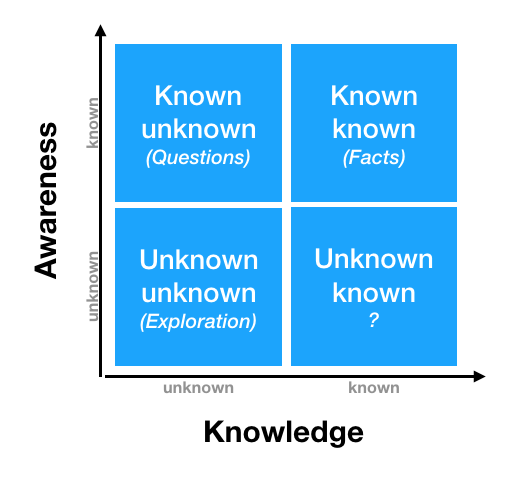 Awareness
known
unknown
Known
unknown
(Questions)
Known
known
(Facts)
Unknown
unknown
(Exploration)
Unknown
known
?
unknown
known
Knowledge